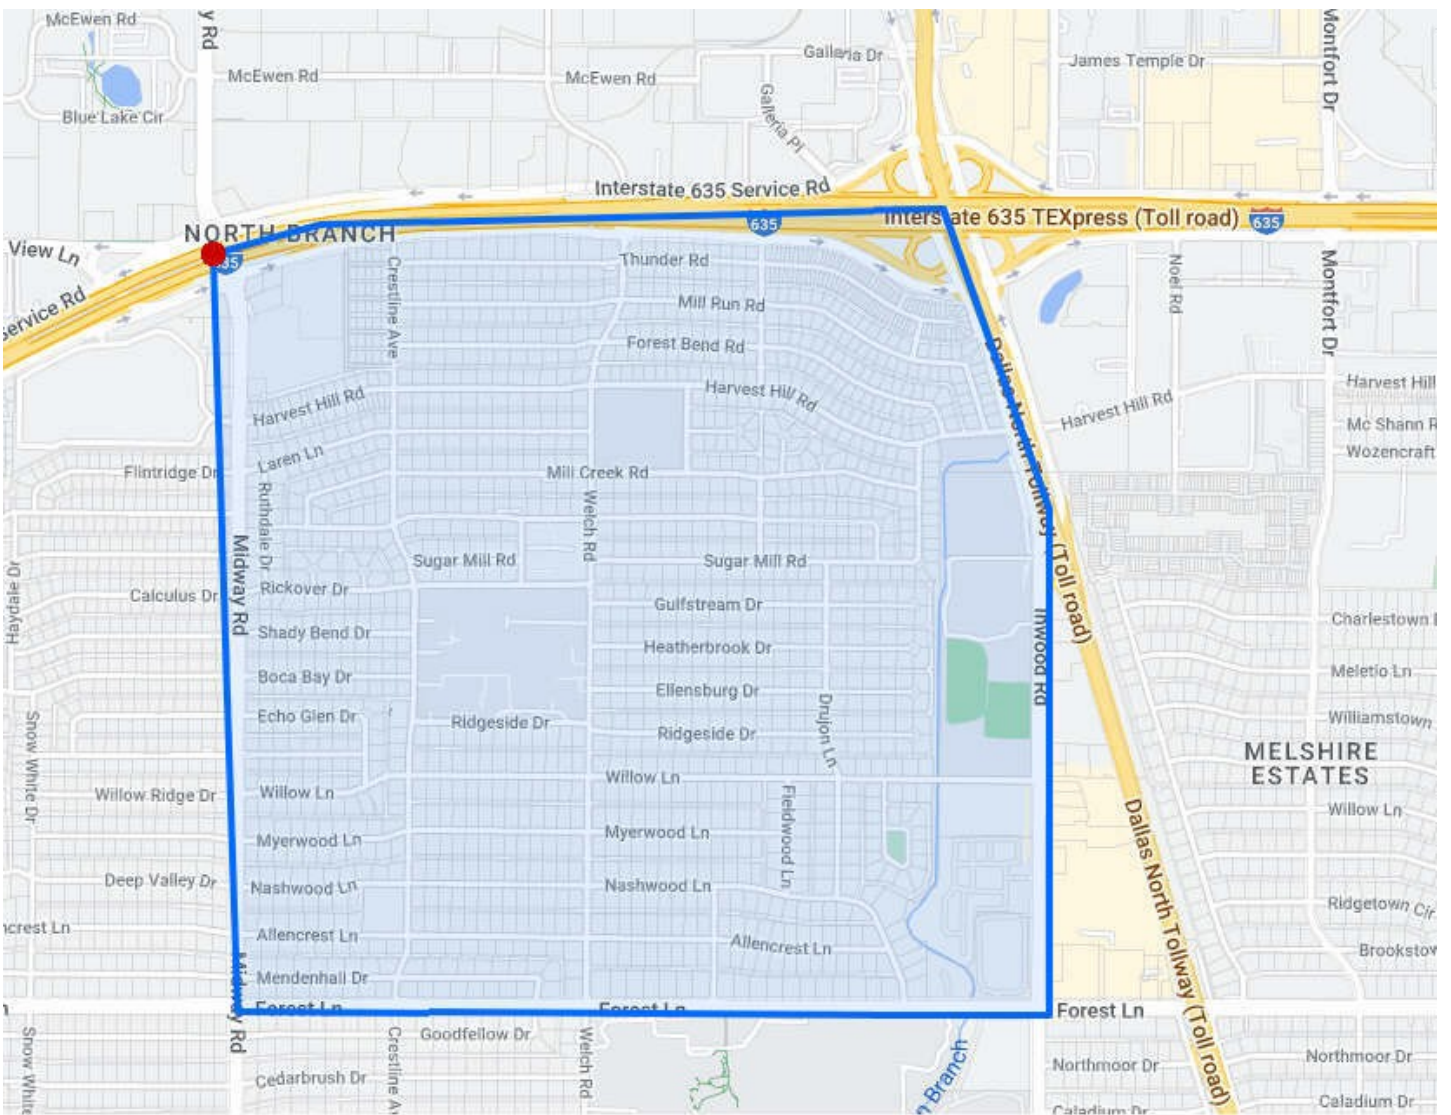 McEwen Rd
y Rd
McEwen Rd
McEwen Rd
Galleria Dr
James Temple Dr
Montfort Dr
Blue Lake Cir
Galleria Pl
Interstate 635 Service Rd
635
Interstate 635 TEXpress (Toll road)
635
NORTH BRANCH
View Ln
635
Service Rd
Thunder Rd
Crestline Ave
Mill Run Rd
Forest Bend Rd
Noel Rd
Montfort Dr
Harvest Hill Rd
Harvest Hill Rd
Harvest Hill Rd
Harvest Hill
Mc Shann R
Wozencraft
Dallas North Tollway (Toll road)
Laren Ln
Flintridge Dr
Mill Creek Rd
Ruthdale Dr
Welch Rd
Midway Rd
Sugar Mill Rd
Sugar Mill Rd
Haydale Dr
Calculus Dr
Rickover Dr
Gulfstream Dr
Shady Bend Dr
Heatherbrook Dr
Inwood Rd
Charlestown
Boca Bay Dr
Ellensburg Dr
Meletio Ln
Echo Glen Dr
Ridgeside Dr
Ridgeside Dr
Drujon Ln
Williamstown
MELSHIRE
ESTATES
Snow White Dr
Willow Ridge Dr
Willow Ln
Willow Ln
Fieldwood Ln
Willow Ln
Myerwood Ln
Myerwood Ln
Dallas North Tollway (Toll road)
Deep Valley Dr
Nashwood Ln
Nashwood Ln
Ridgetown Cir
ncrest Ln
Allencrest Ln
Allencrest Ln
Brookstow
Mendenhall Dr
Midway Rd
Forest Ln
Forest Ln
Forest Ln
Snow White
Goodfellow Dr
Crestline A
Welch Rd
Cedarbrush Dr
n Branch
Northmoor Dr
Northmoor Dr
Caladium Dr
Caladium Dr